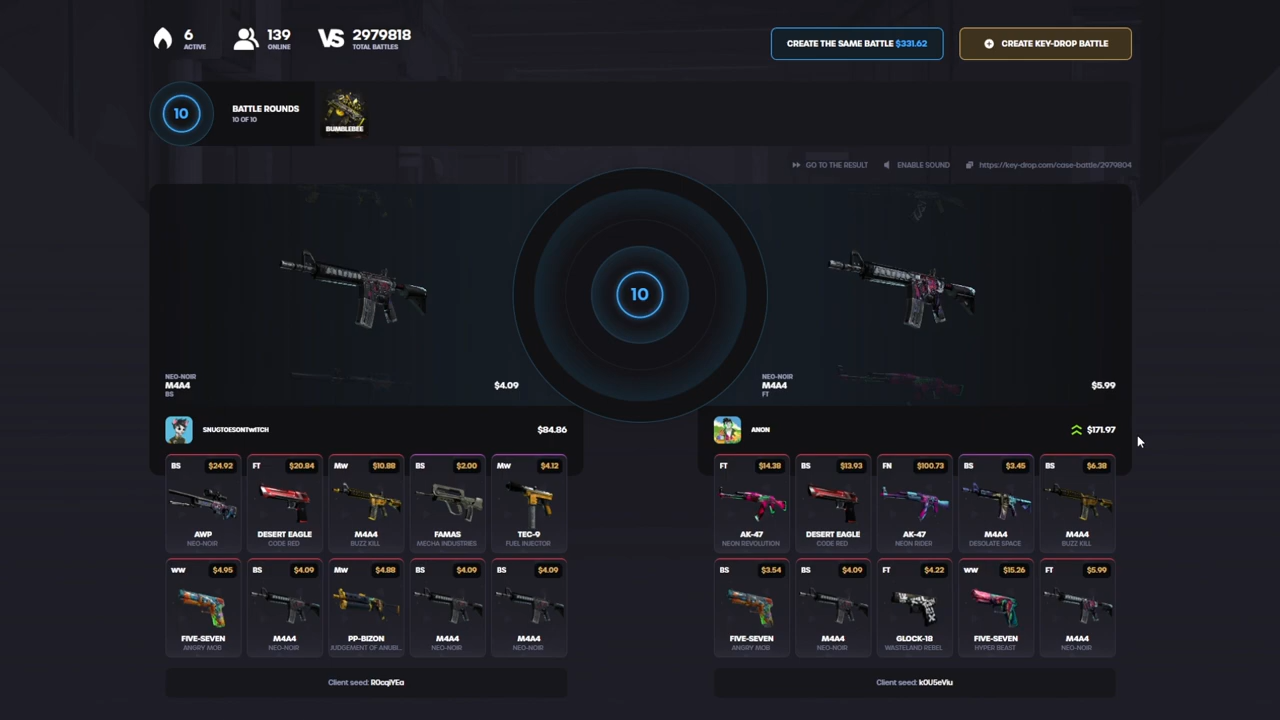 6
ACTIVE
139
ONLINE
VS
2979818
TOTAL BATTLES
CREATE THE SAME BATTLE $331.62
CREATE KEY-DROP BATTLE
10
BATTLE ROUNDS
10 OF 10
BUMBLEBEE
GO TO THE RESULT
ENABLE SOUND
https://key-drop.com/case-battle/2979804
10
NEO-NOIR
M4A4
BS
$4.09
NEO-NOIR
M4A4
FT
$5.99
SNUGTOESONTWITCH
$84.86
ANON
$171.97
BS $24.92
AWP
NEO-NOIR
FT $20.84
DESERT EAGLE
CODE RED
MW $10.88
M4A4
BUZZ KILL
BS $2.00
FAMAS
MECHA INDUSTRIES
MW $4.12
TEC-9
FUEL INJECTOR
WW $4.95
FIVE-SEVEN
ANGRY MOB
BS $4.09
M4A4
NEO-NOIR
MW $4.88
PP-BIZON
JUDGEMENT OF ANUBI...
BS $4.09
M4A4
NEO-NOIR
BS $4.09
M4A4
NEO-NOIR
Client seed: R0cqjYEa
FT $14.38
AK-47
NEON REVOLUTION
BS $13.93
DESERT EAGLE
CODE RED
FN $100.73
AK-47
NEON RIDER
BS $3.45
M4A4
DESOLATE SPACE
BS $6.38
M4A4
BUZZ KILL
BS $3.54
FIVE-SEVEN
ANGRY MOB
BS $4.09
M4A4
NEO-NOIR
FT $4.22
GLOCK-18
WASTELAND REBEL
WW $15.26
FIVE-SEVEN
HYPER BEAST
FT $5.99
M4A4
NEO-NOIR
Client seed: k0U5eViu